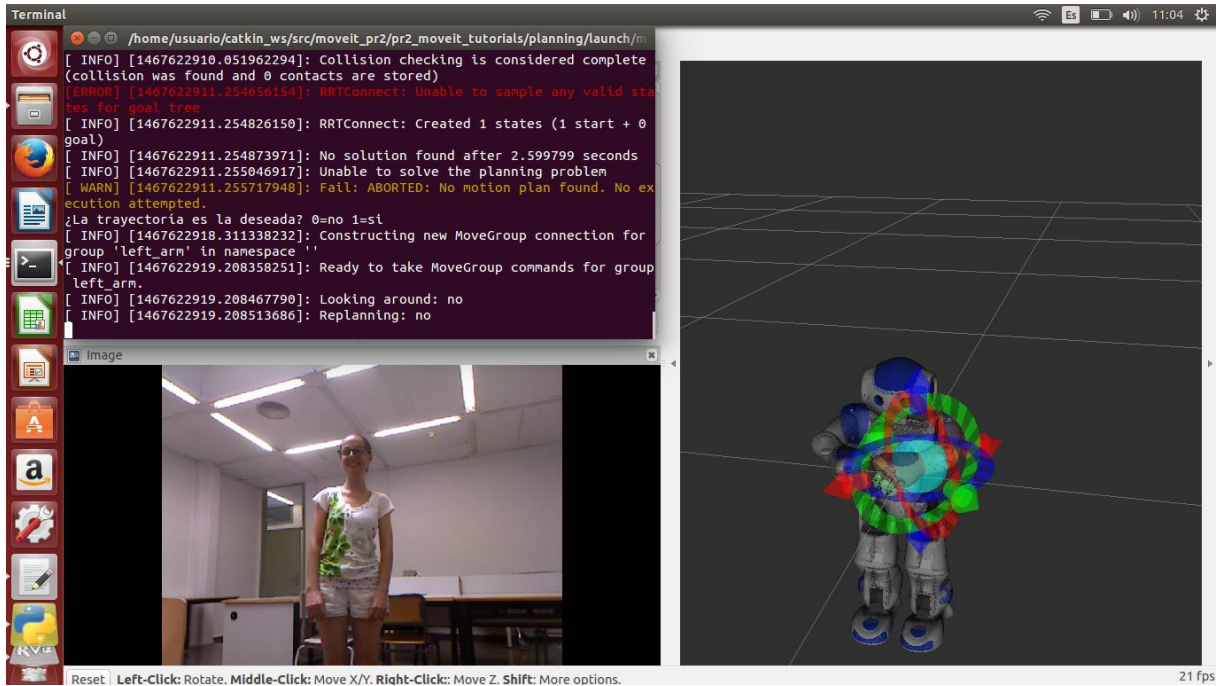 Terminal
Es
11:04
/home/usuario/catkin_ws/src/moveit_pr2/pr2_moveit_tutorials/planning/launch/m
[ INFO] [1467622910.051962294]: Collision checking is considered complete
(collision was found and 0 contacts are stored)
[ERROR] [1467622911.254656154]: RRTConnect: Unable to sample any valid sta
tes for goal tree
[ INFO] [1467622911.254826150]: RRTConnect: Created 1 states (1 start + 0
goal)
[ INFO] [1467622911.254873971]: No solution found after 2.599799 seconds
[ INFO] [1467622911.255046917]: Unable to solve the planning problem
[ WARN] [1467622911.255717948]: Fail: ABORTED: No motion plan found. No ex
ecution attempted.
¿La trayectoria es la deseada? 0=no 1=si
[ INFO] [1467622918.311338232]: Constructing new MoveGroup connection for
group 'left_arm' in namespace ''
[ INFO] [1467622919.208358251]: Ready to take MoveGroup commands for group
left_arm.
[ INFO] [1467622919.208467790]: Looking around: no
[ INFO] [1467622919.208513686]: Replanning: no
Image
RViz
Reset Left-Click: Rotate. Middle-Click: Move X/Y. Right-Click:: Move Z. Shift: More options.
21 fps